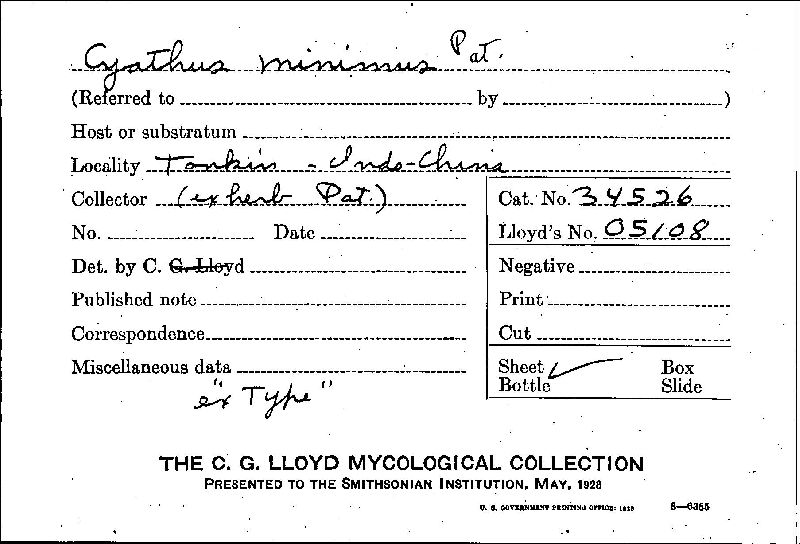 Cyathus minimus Pat.
(Referred to by )
Host or substratum
Locality Tonkin - Indo-China
Collector (ex herb Pat.)
Cat. No. 34526
No. Date
Lloyd's No. 05108
Det. by C. G. Lloyd
Negative
Published note
Print
Correspondence
Cut
Miscellaneous data
Sheet ✓ Box
Bottle Slide
"ex Type"
THE C. G. LLOYD MYCOLOGICAL COLLECTION
PRESENTED TO THE SMITHSONIAN INSTITUTION, MAY, 1928
U. S. GOVERNMENT PRINTING OFFICE: 8—6355